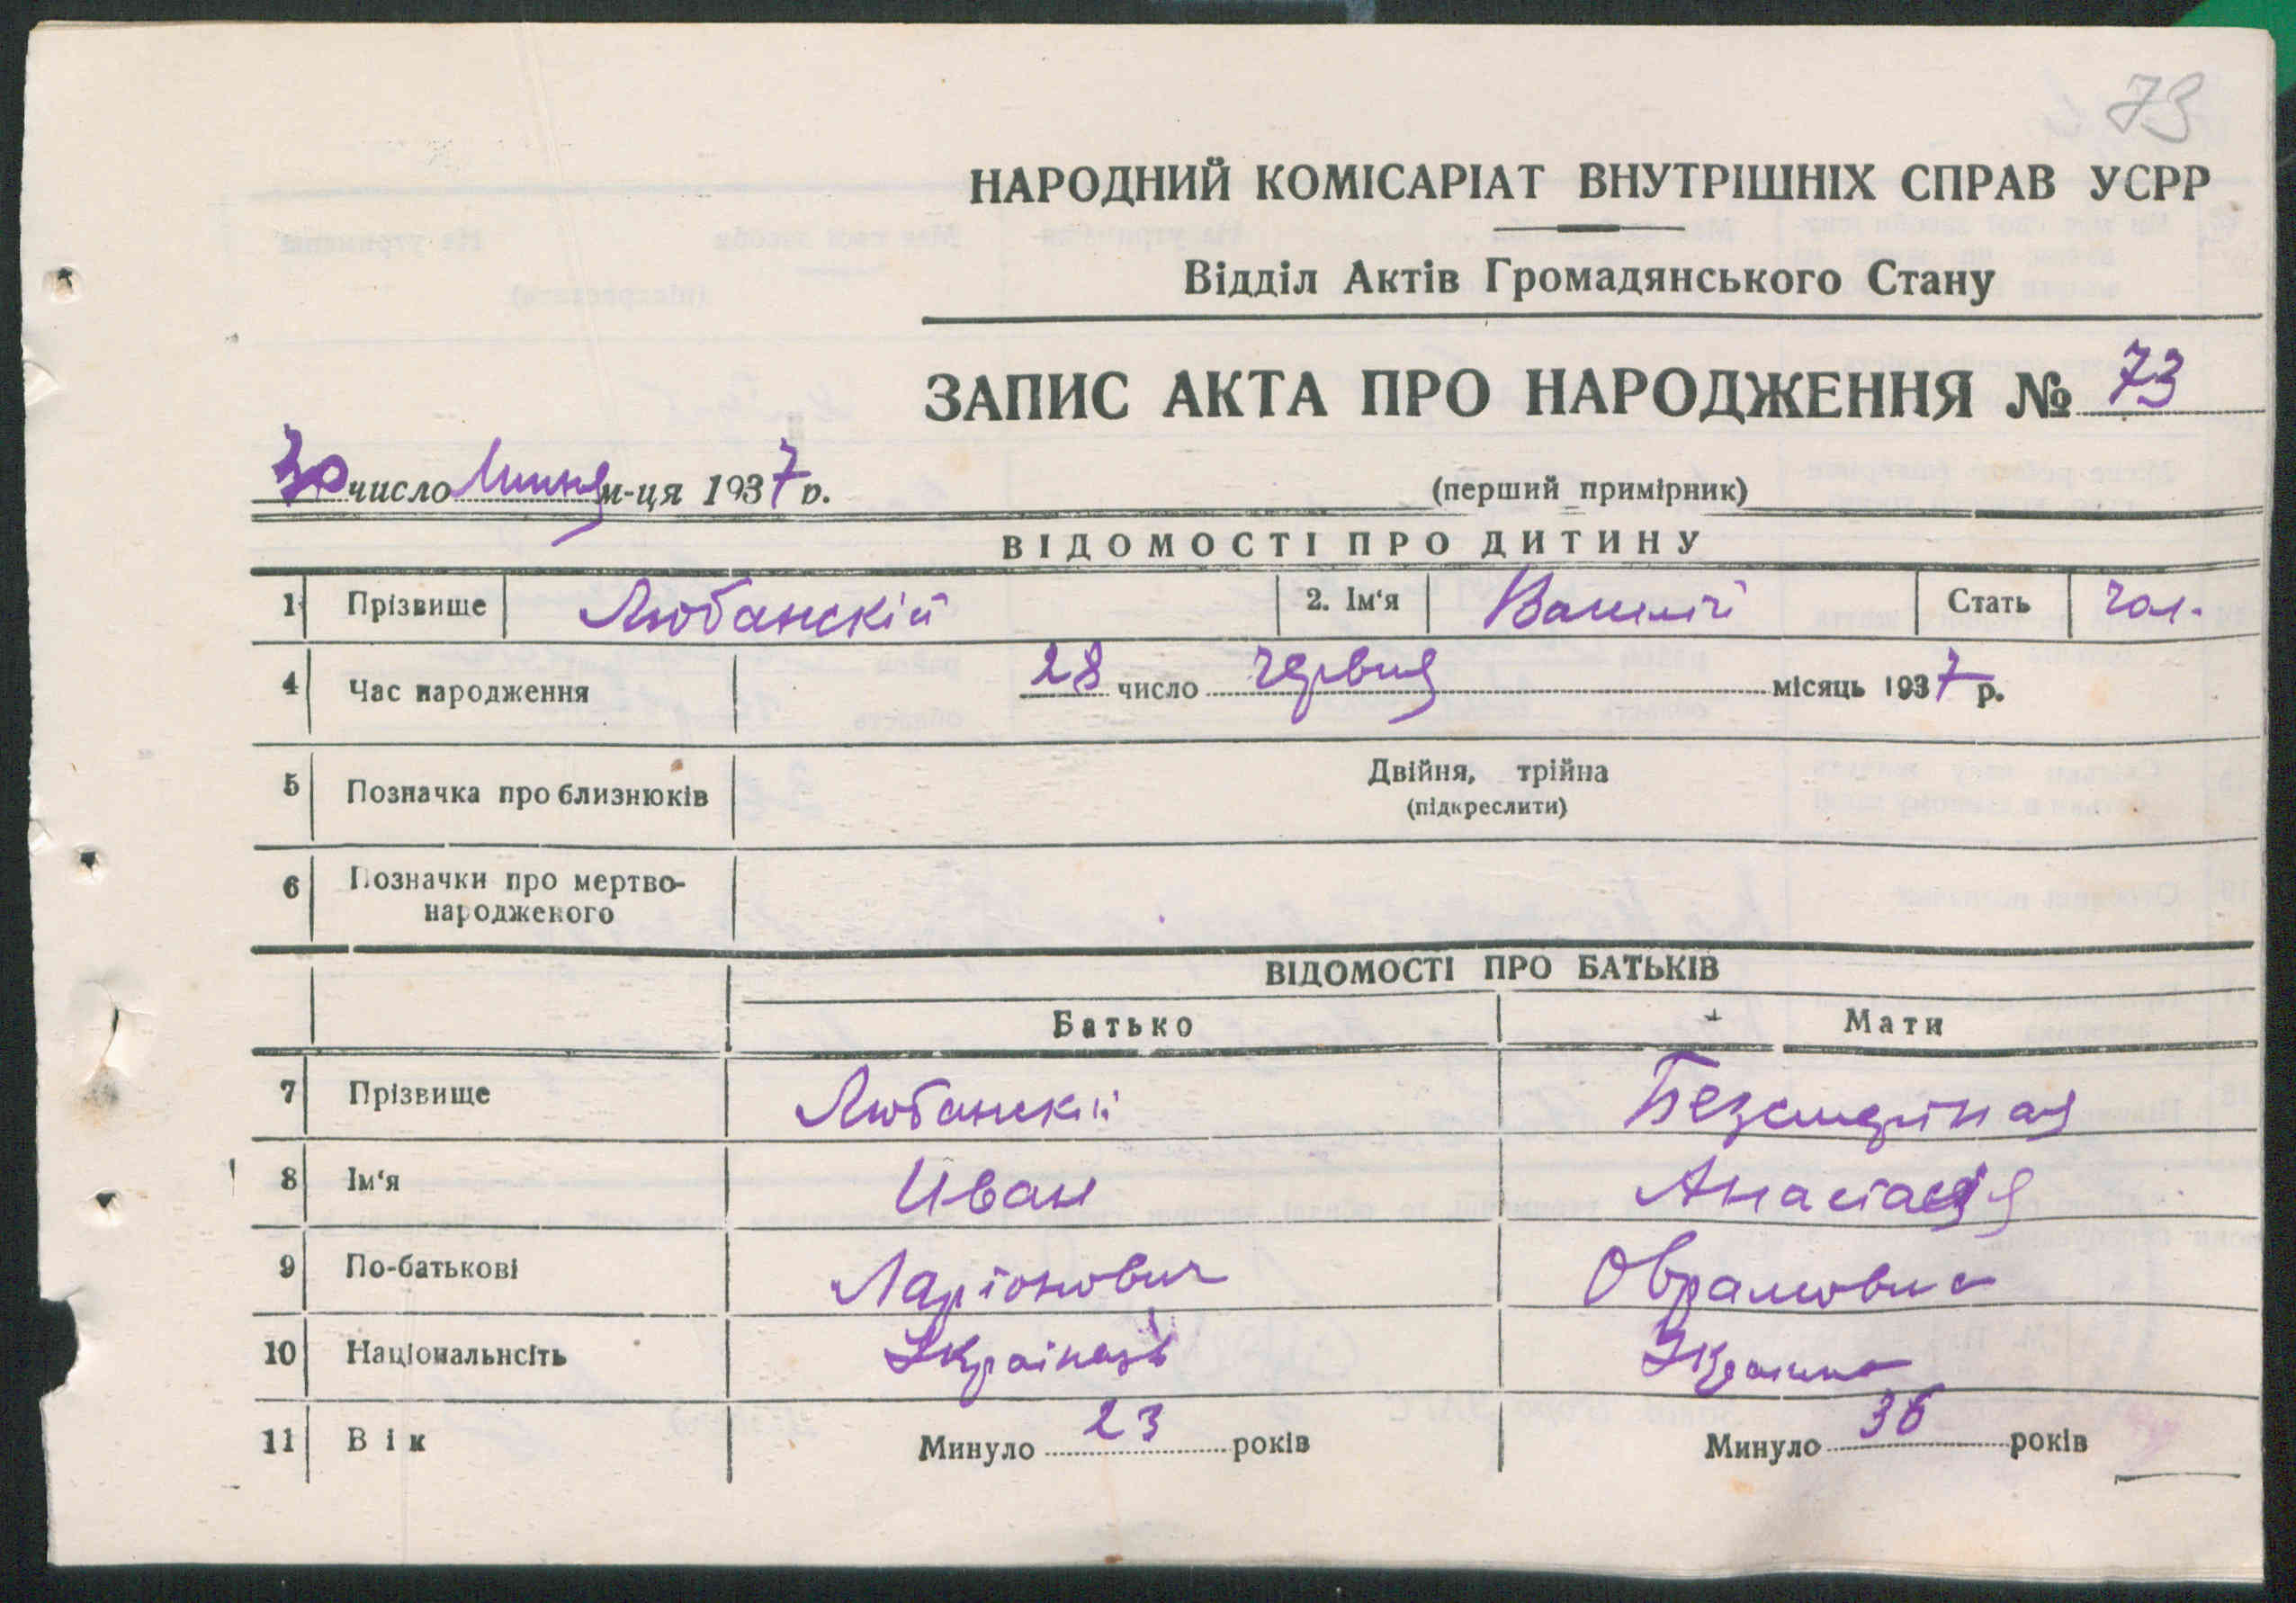 73
НАРОДНИЙ КОМІСАРІАТ ВНУТРІШНІХ СПРАВ УСРР
Відділ Актів Громадянського Стану
ЗАПИС АКТА ПРО НАРОДЖЕННЯ № 73
30 число Липня м-ця 1937 р.
(перший примірник)
ВІДОМОСТІ ПРО ДИТИНУ
1 Прізвище Любанскій 2. Ім'я Василій Стать чол.
4 Час народження 28 число червня місяць 1937 р.
5 Позначка про близнюків Двійня, трійна
(підкреслити)
6 Позначки про мертво-
народженого
ВІДОМОСТІ ПРО БАТЬКІВ
Батько Мати
7 Прізвище Любанскій
8 Ім'я Иван Анастасія
9 По-батькові Ларіонович Оврамовна
10 Національнсіть Українець Українка
11 Вік Минуло 23 років Минуло 36 років